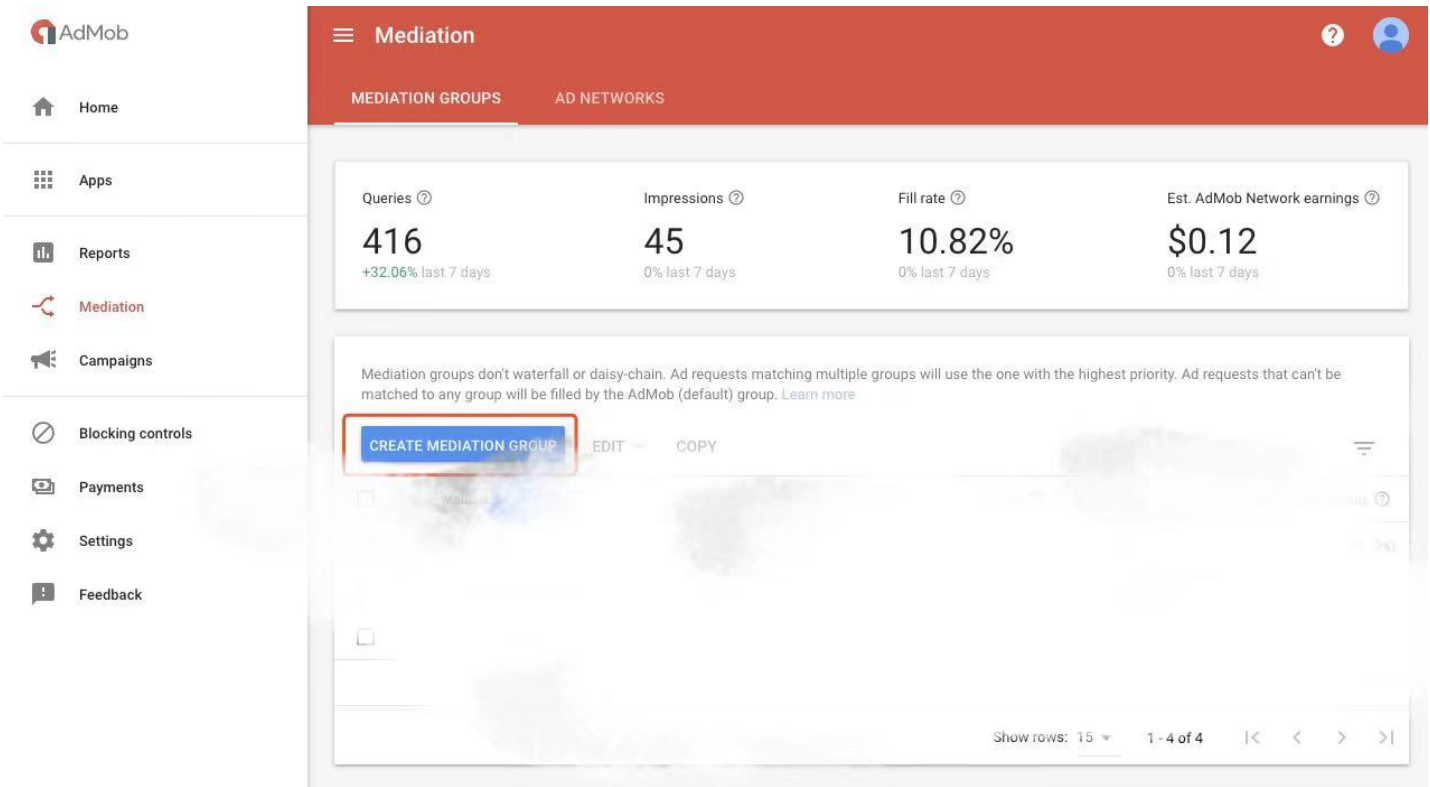 AdMob
Home
Apps
Reports
Mediation
Campaigns
Blocking controls
Payments
Settings
Feedback
Mediation
MEDIATION GROUPS AD NETWORKS
Queries Impressions Fill rate Est. AdMob Network earnings
416 45 10.82% $0.12
+32.06% last 7 days 0% last 7 days 0% last 7 days 0% last 7 days
Mediation groups don't waterfall or daisy-chain. Ad requests matching multiple groups will use the one with the highest priority. Ad requests that can't be
matched to any group will be filled by the AdMob (default) group. Learn more
CREATE MEDIATION GROUP EDIT COPY
Show rows: 15 1 - 4 of 4